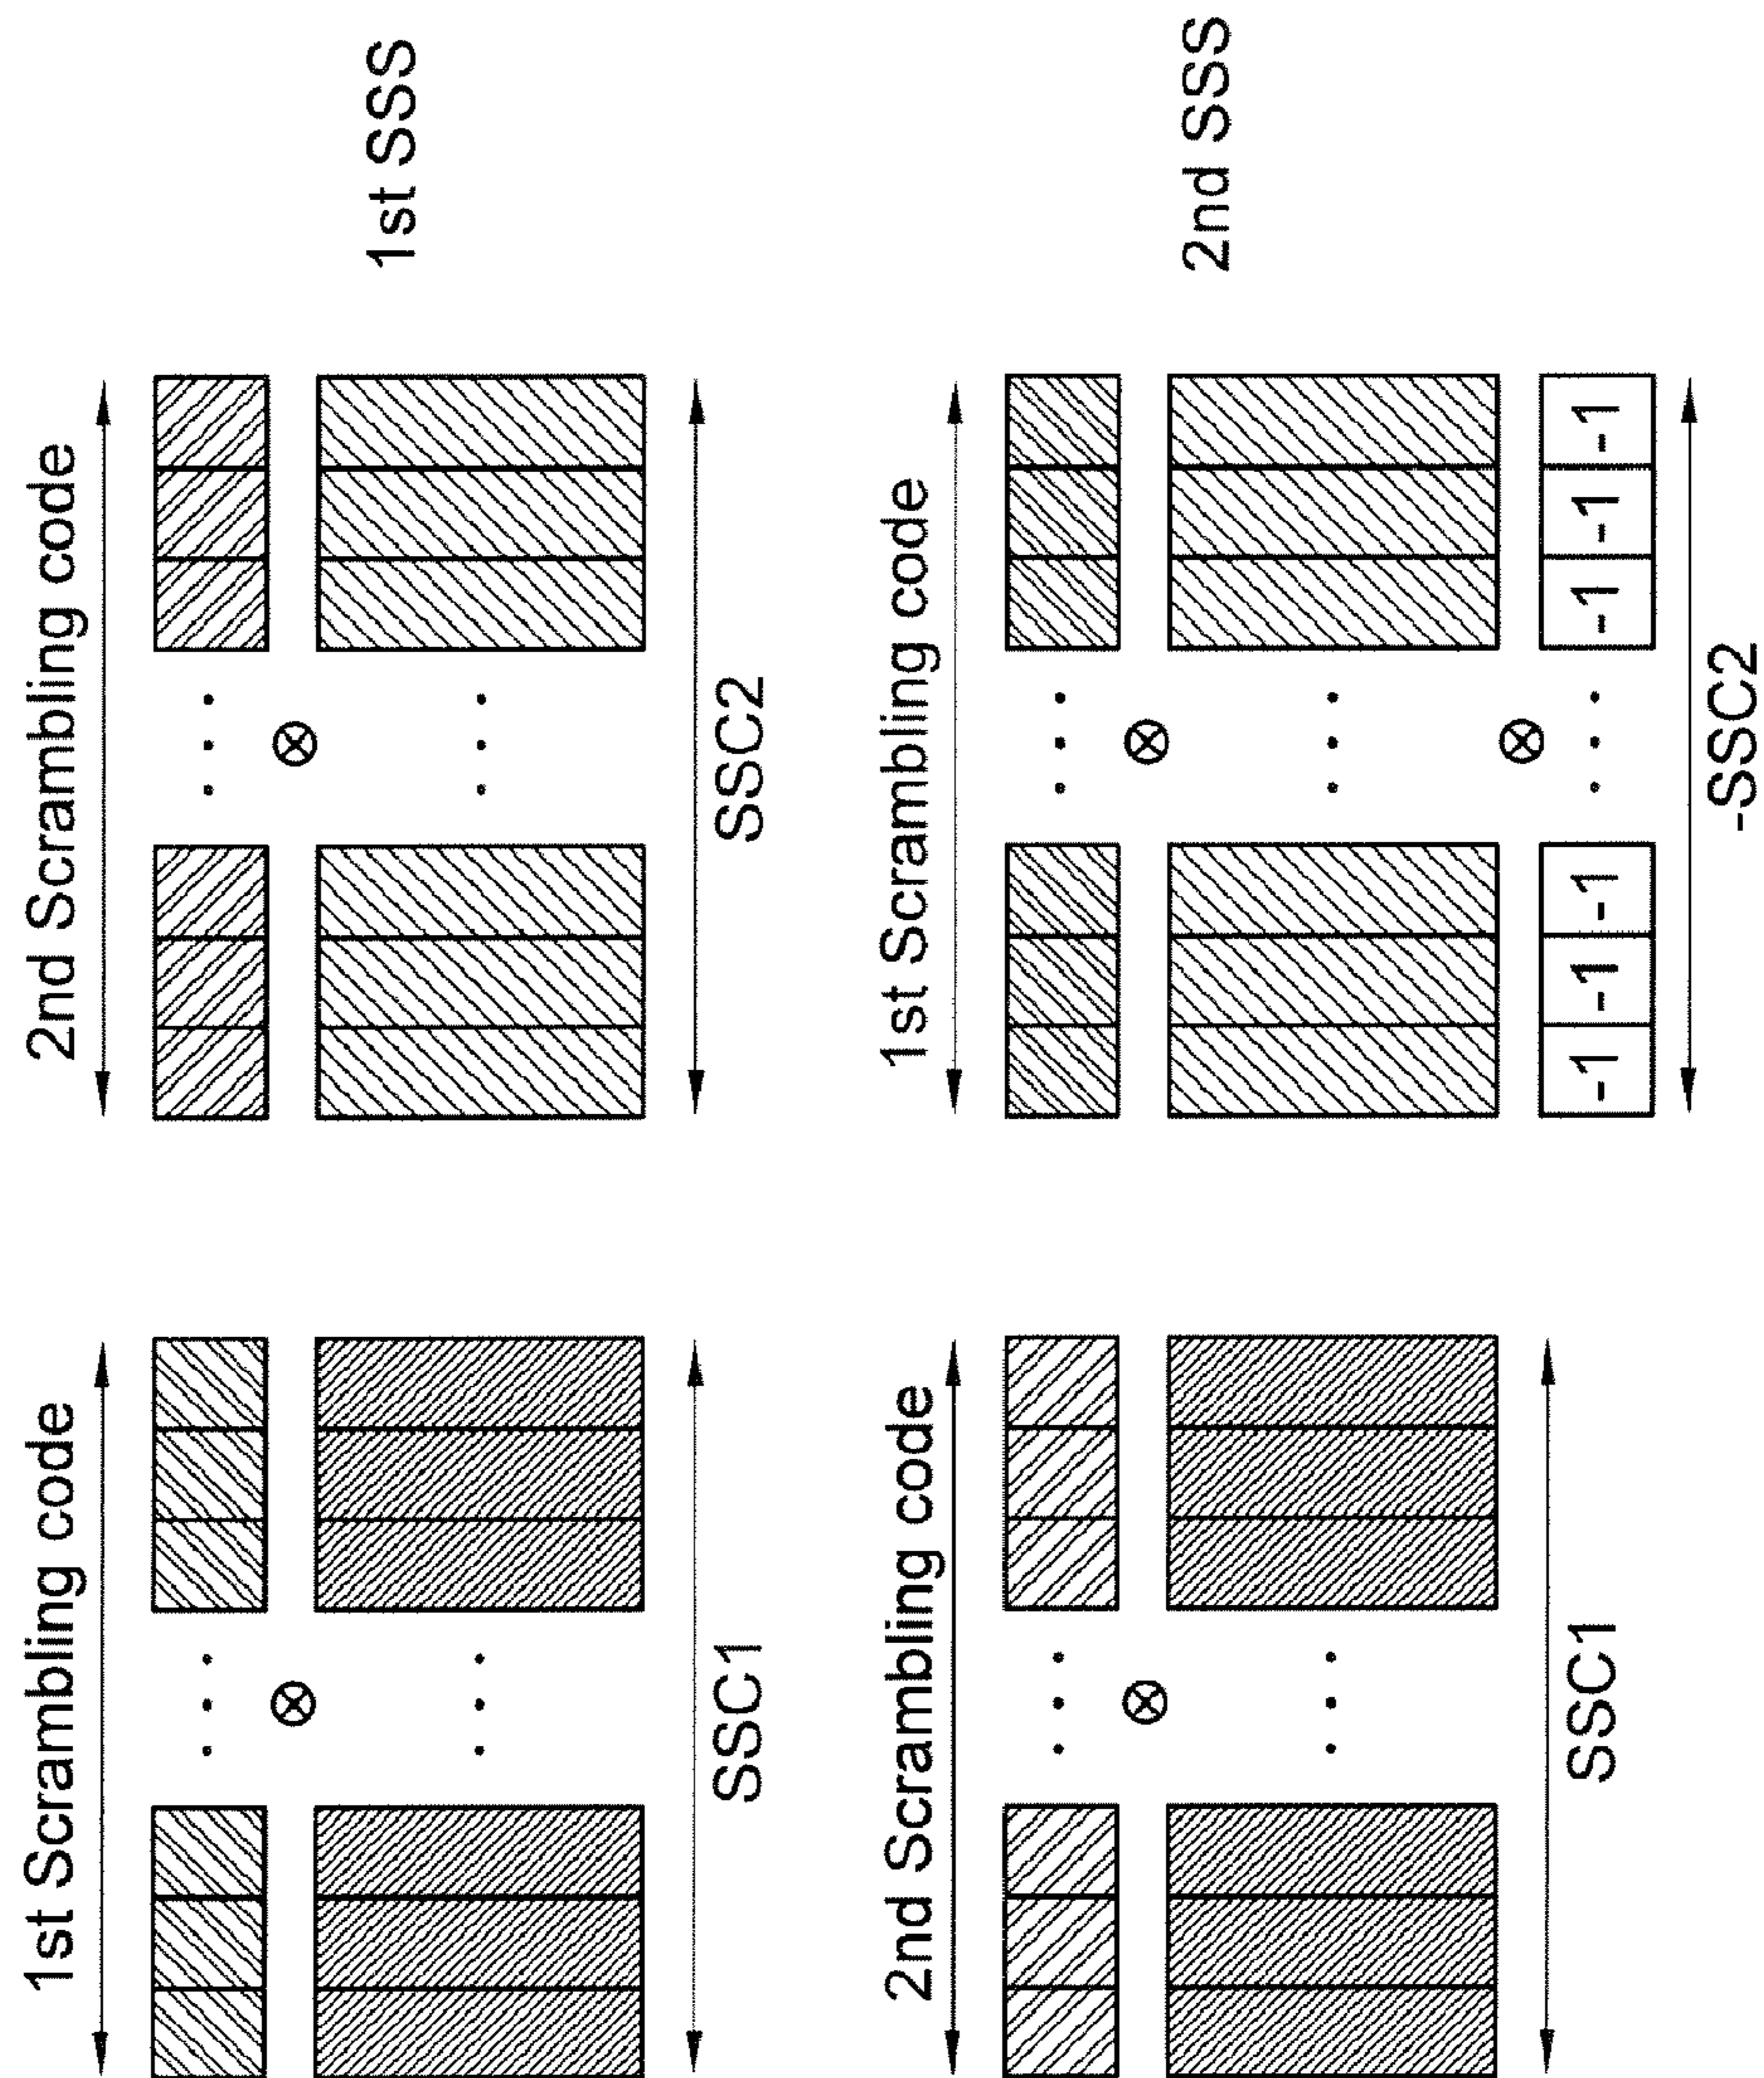 1st Scrambling code
2nd Scrambling code
SSC1
SSC2
1st SSS
2nd Scrambling code
1st Scrambling code
-1 -1 -1 -1 -1 -1
SSC1
-SSC2
2nd SSS